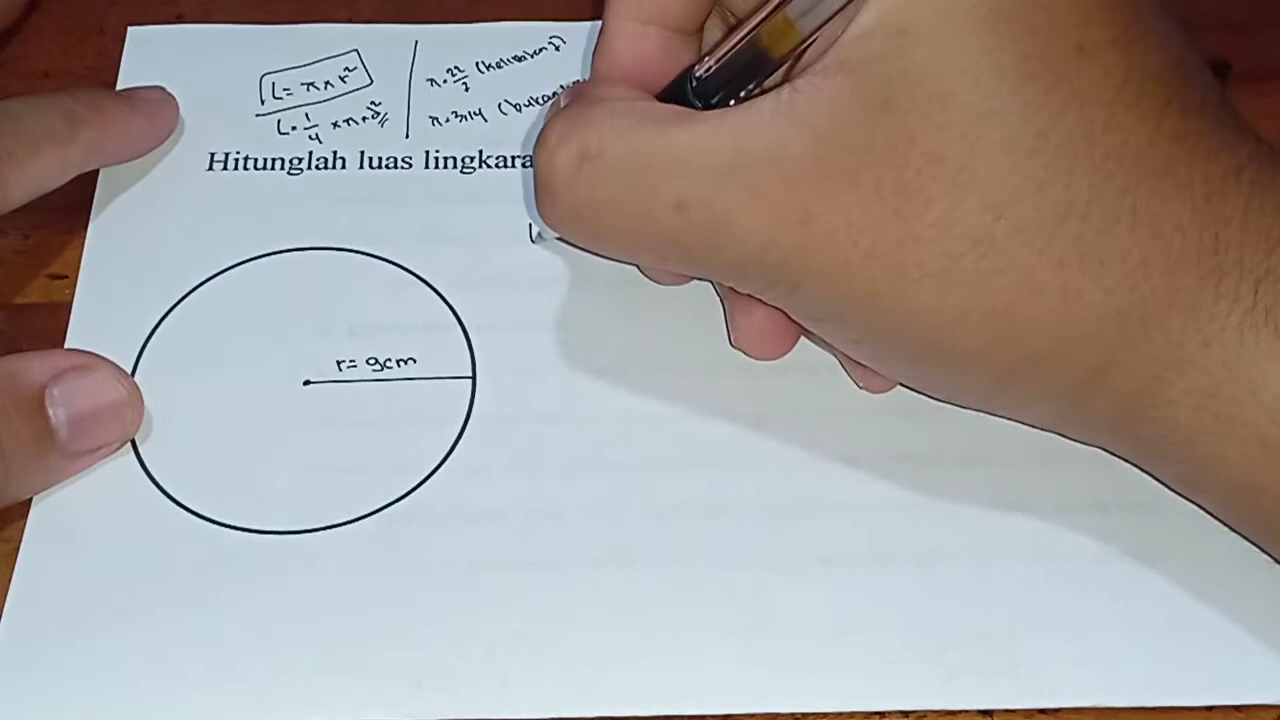 L = π × r²
L = 1/4 × π × d²
π = 22/7 (kelipatan 7)
π = 3,14 (bukan
Hitunglah luas lingkara
r = 9cm